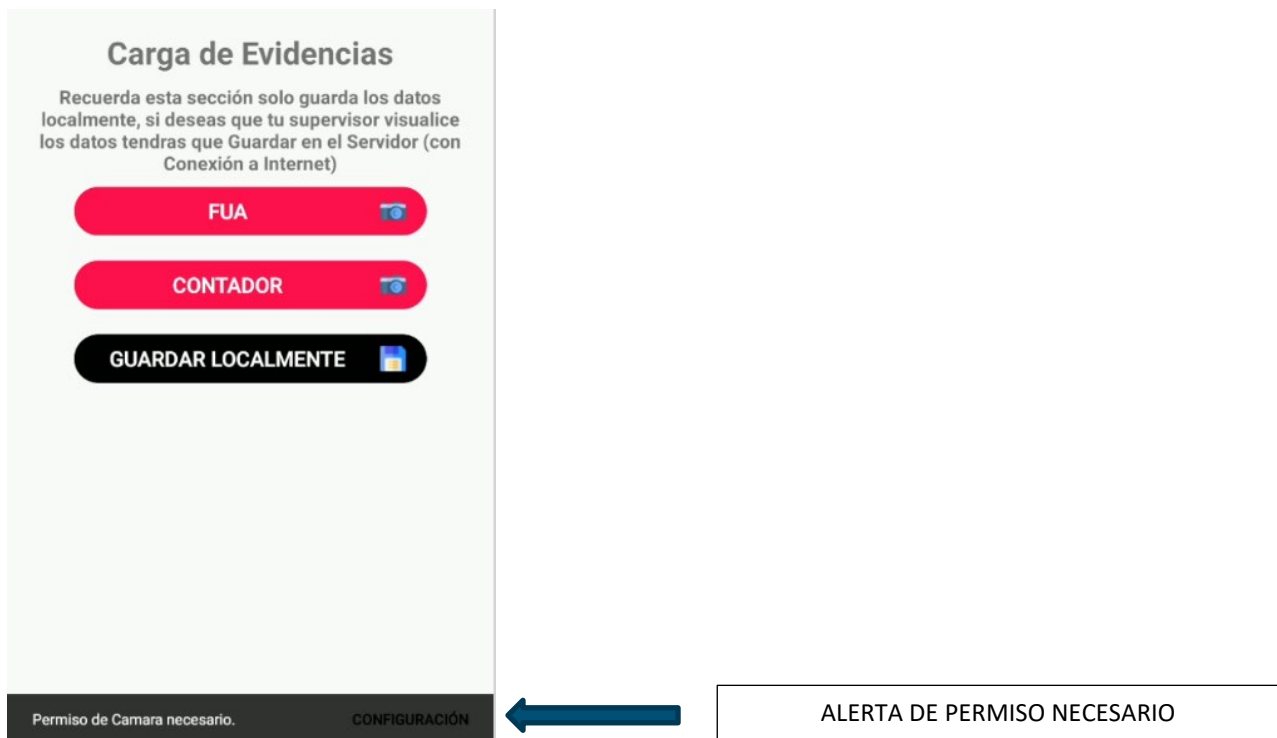 Carga de Evidencias
Recuerda esta sección solo guarda los datos
localmente, si deseas que tu supervisor visualice
los datos tendras que Guardar en el Servidor (con
Conexión a Internet)
FUA
CONTADOR
GUARDAR LOCALMENTE
Permiso de Camara necesario. CONFIGURACIÓN
ALERTA DE PERMISO NECESARIO